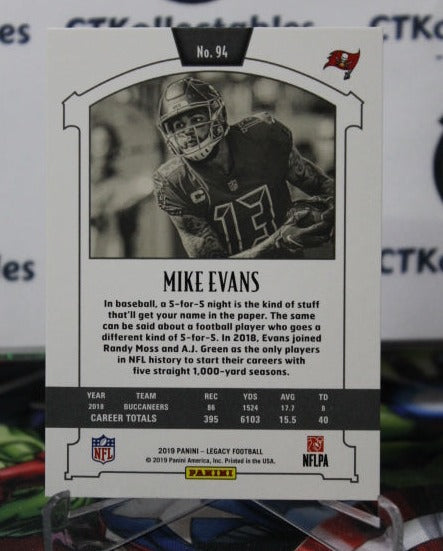 CTKollectables
No. 94
13
C
MIKE EVANS
In baseball, a 5-for-5 night is the kind of stuff
that'll get your name in the paper. The same
can be said about a football player who goes a
different kind of 5-for-5. In 2018, Evans joined
Randy Moss and A.J. Green as the only players
in NFL history to start their careers with
five straight 1,000-yard seasons.
YEAR TEAM REC YDS AVG TD
2018 BUCCANEERS 86 1524 17.7 8
CAREER TOTALS 395 6103 15.5 40
NFL
2019 PANINI - LEGACY FOOTBALL
© 2019 Panini America, Inc. Printed in the USA.
PANINI
NFLPA